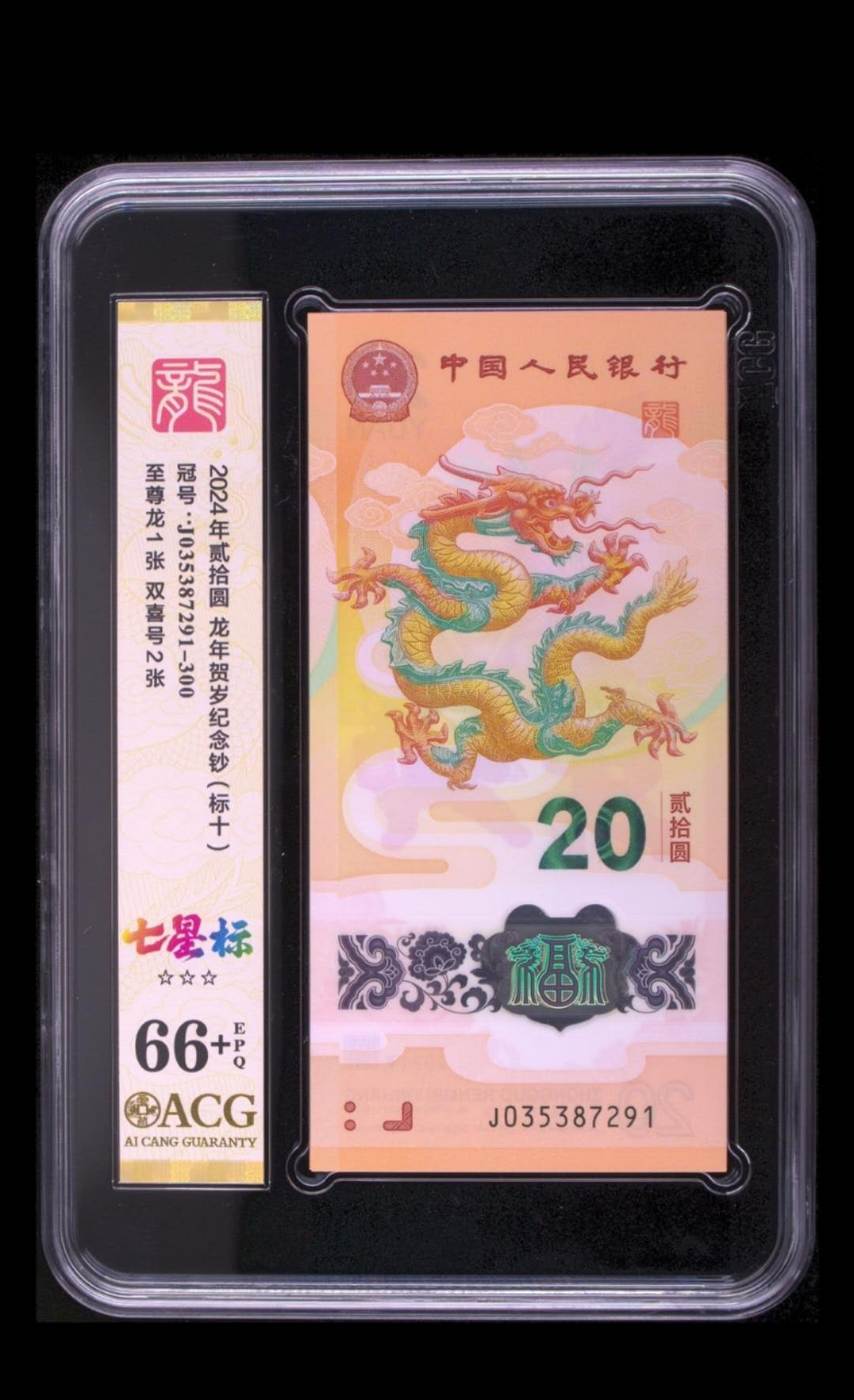 龍
2024年贰拾圆 龙年贺岁纪念钞(标十)
冠号:J035387291-300
至尊龙1张 双喜号2张
七星标
☆☆☆
66+EPQ
ACG
AI CANG GUARANTY
中国人民银行
龍
20
贰拾圆
福
J035387291